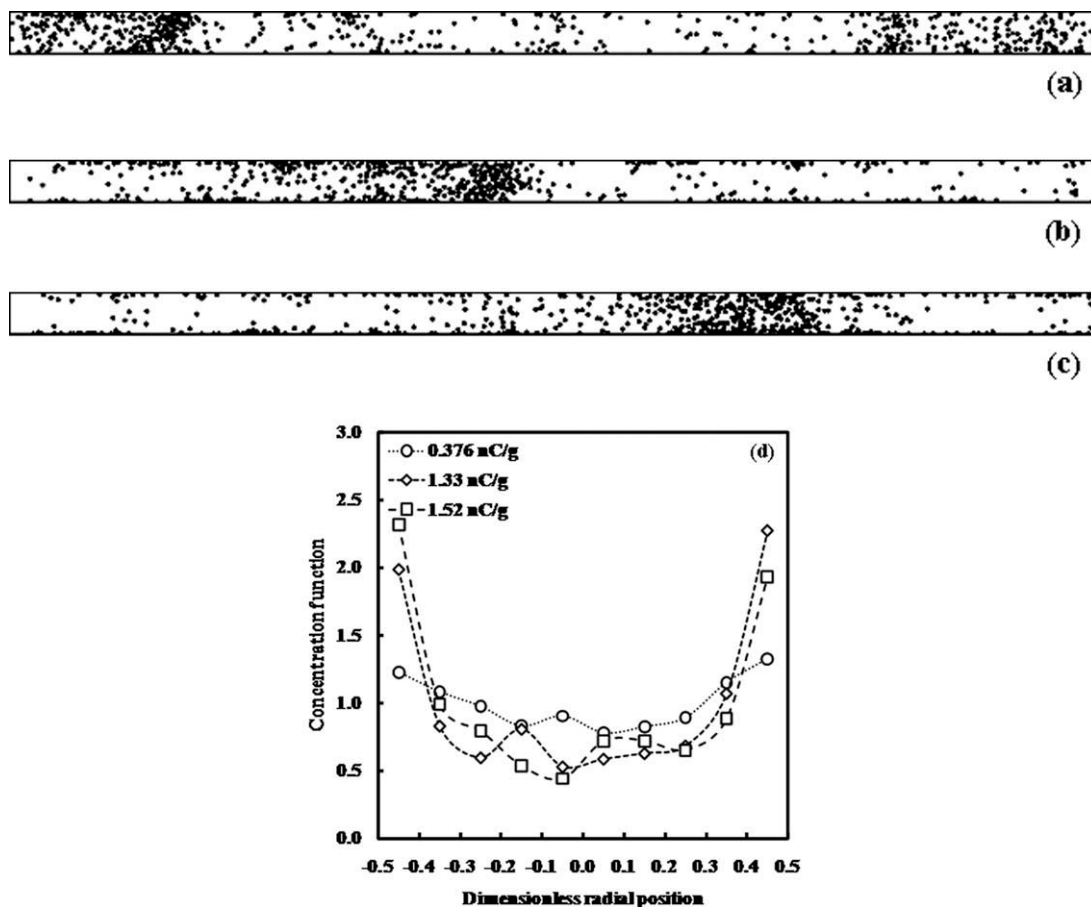 (a)
(b)
(c)
(d)
0.376 nC/g
1.33 nC/g
1.52 nC/g
3.0
2.5
2.0
1.5
1.0
0.5
0.0
Concentration function
-0.5 -0.4 -0.3 -0.2 -0.1 0.0 0.1 0.2 0.3 0.4 0.5
Dimensionless radial position